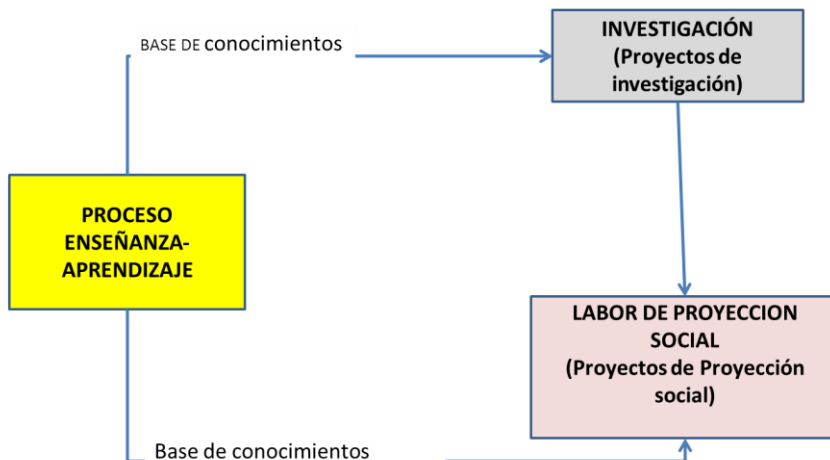 BASE DE conocimientos
INVESTIGACIÓN
(Proyectos de
investigación)
PROCESO
ENSEÑANZA-
APRENDIZAJE
LABOR DE PROYECCION
SOCIAL
(Proyectos de Proyección
social)
Base de conocimientos